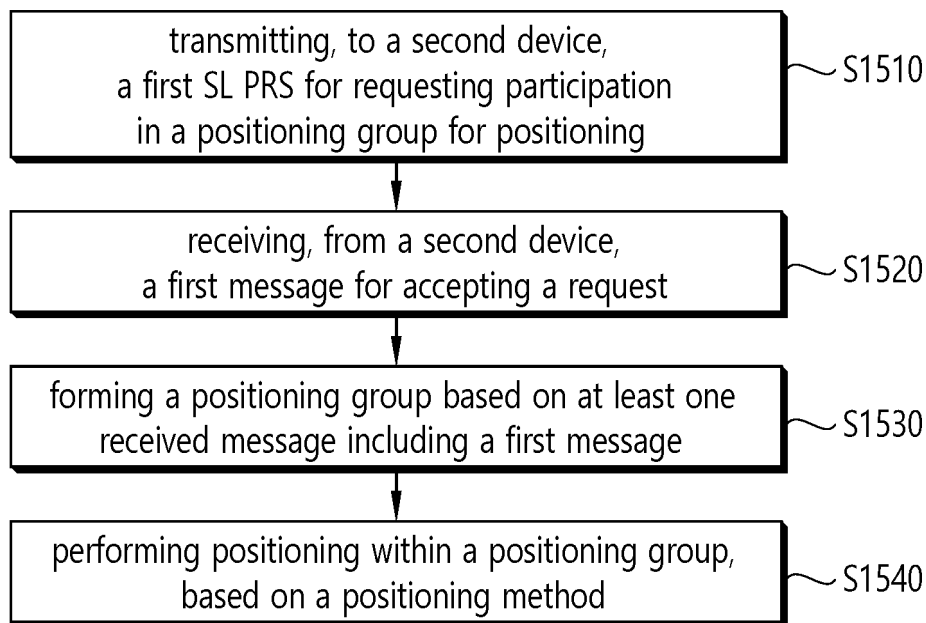 transmitting, to a second device,
a first SL PRS for requesting participation
in a positioning group for positioning
S1510
receiving, from a second device,
a first message for accepting a request
S1520
forming a positioning group based on at least one
received message including a first message
S1530
performing positioning within a positioning group,
based on a positioning method
S1540